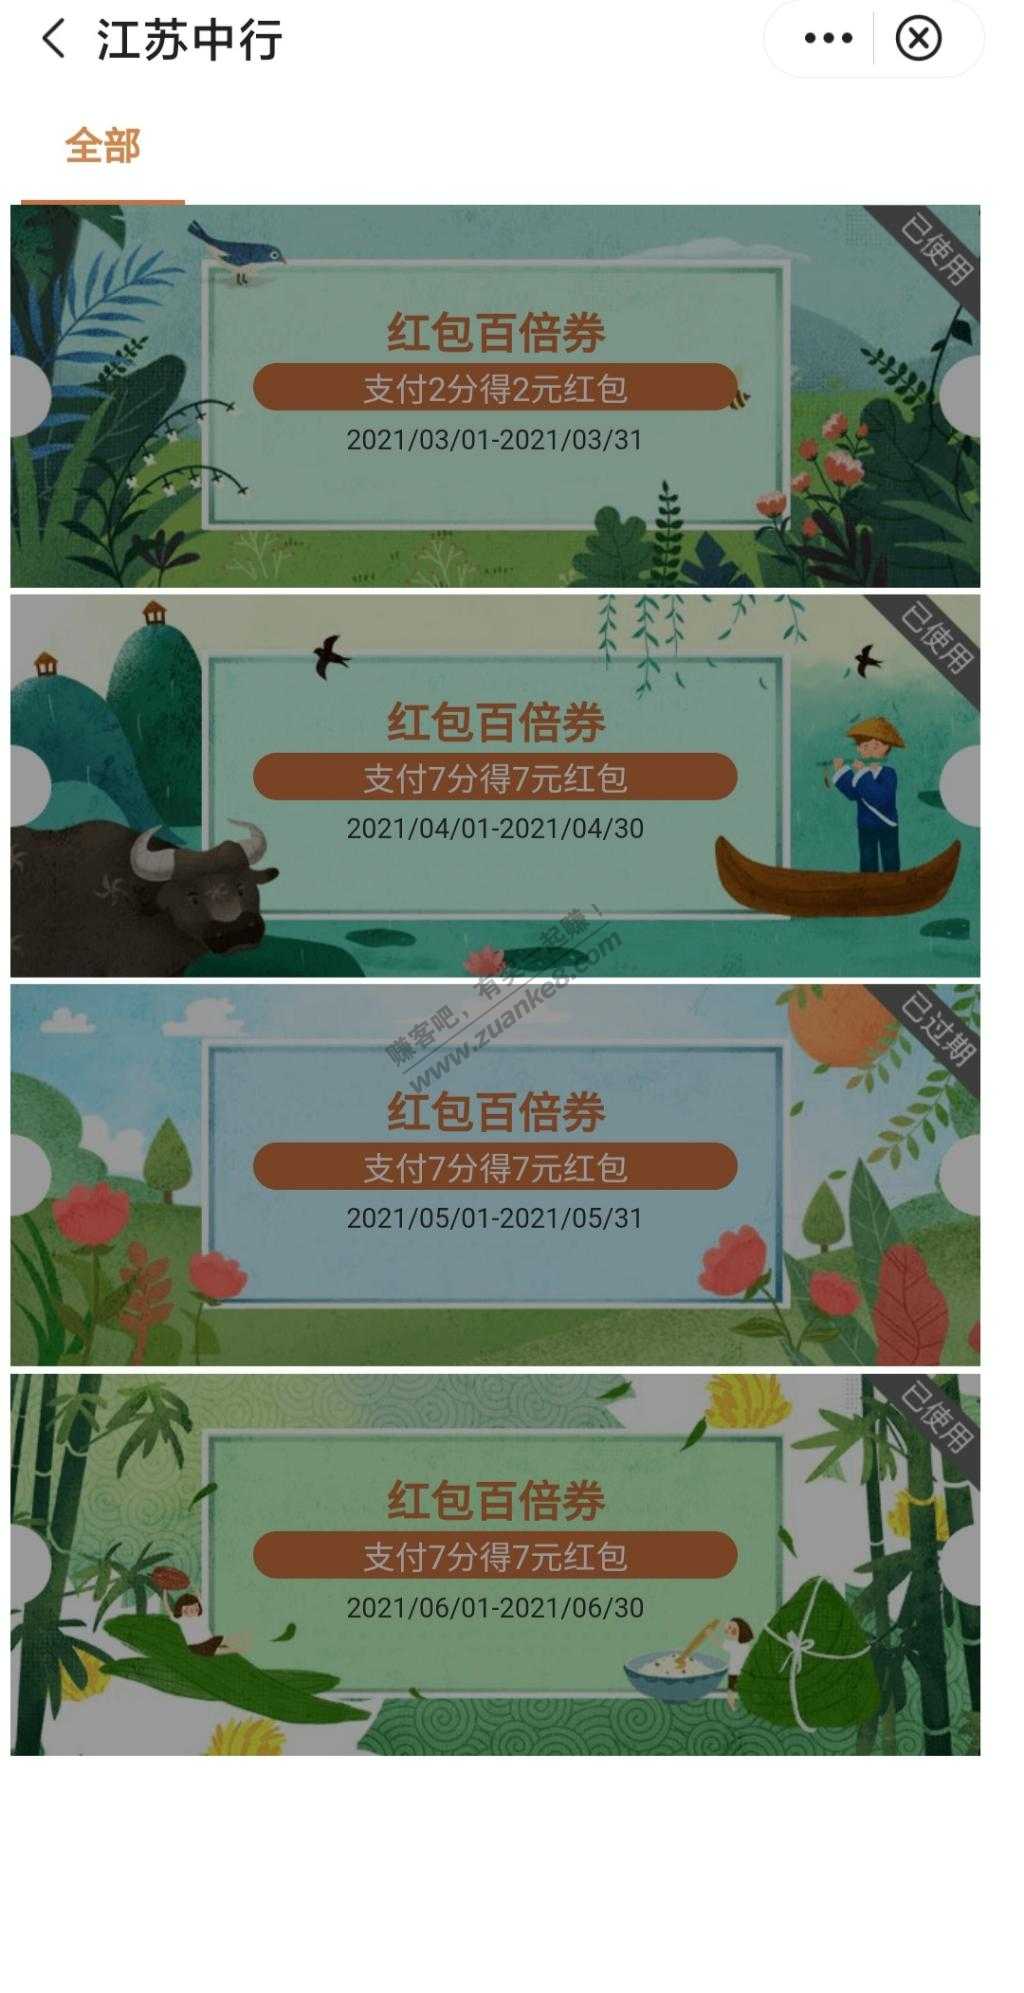 江苏中行
全部
已使用
红包百倍券
支付2分得2元红包
2021/03/01-2021/03/31
已使用
红包百倍券
支付7分得7元红包
2021/04/01-2021/04/30
赚客吧，有奖一起赚！
www.zuanke8.com
已过期
红包百倍券
支付7分得7元红包
2021/05/01-2021/05/31
已使用
红包百倍券
支付7分得7元红包
2021/06/01-2021/06/30